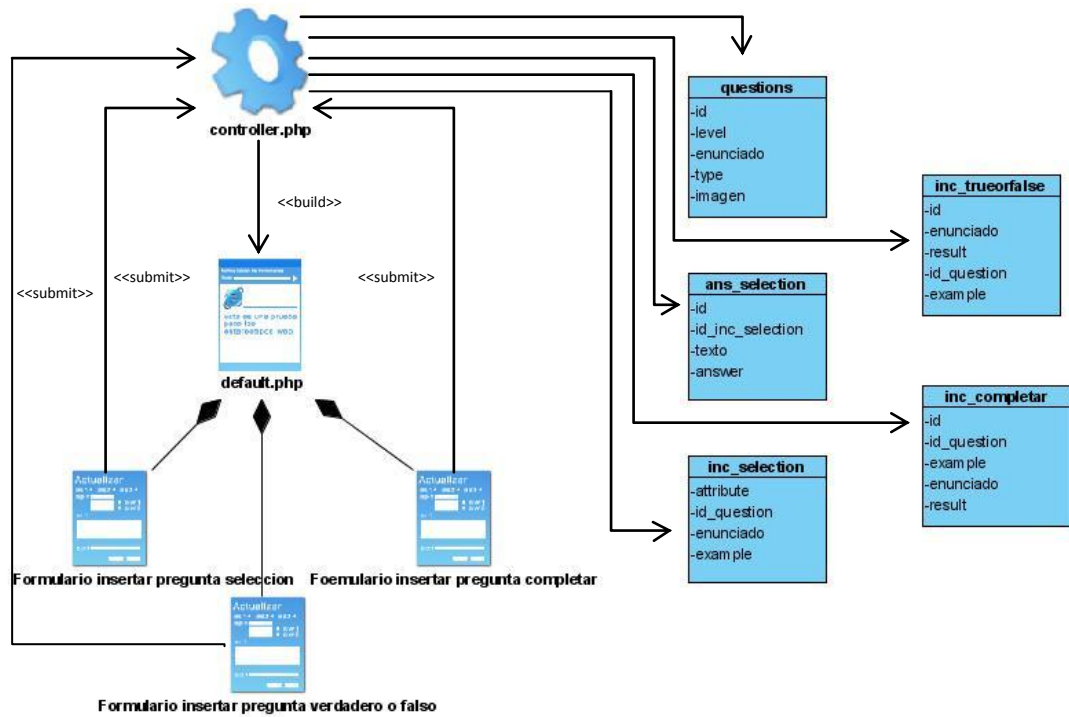 controller.php
<<build>>
<<submit>>
<<submit>>
<<submit>>
default.php
Actualizar
Actualizar
Formulario insertar pregunta seleccion
Foemulario insertar pregunta completar
Actualizar
Formulario insertar pregunta verdadero o falso
questions
-id
-level
-enunciado
-type
-imagen
inc_trueorfalse
-id
-enunciado
-result
-id_question
-example
ans_selection
-id
-id_inc_selection
-texto
-answer
inc_completar
-id
-id_question
-example
-enunciado
-result
inc_selection
-attribute
-id_question
-enunciado
-example